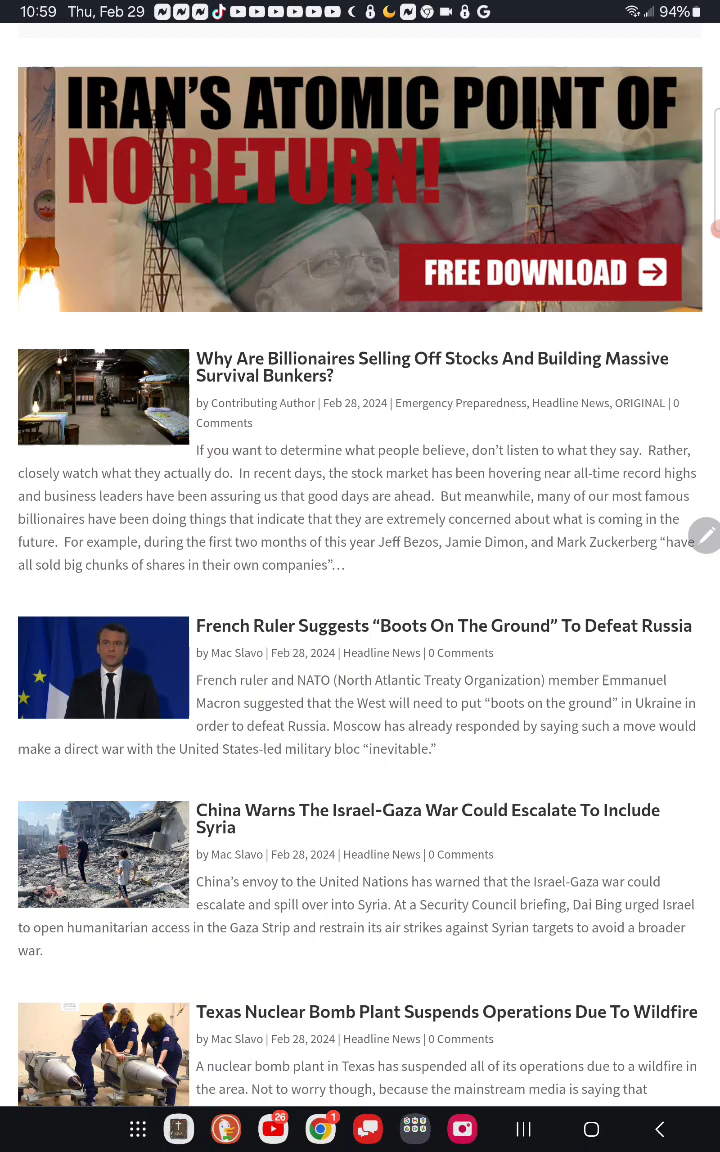 10:59 Thu, Feb 29
94%
IRAN'S ATOMIC POINT OF
NO RETURN!
FREE DOWNLOAD
Why Are Billionaires Selling Off Stocks And Building Massive
Survival Bunkers?
by Contributing Author | Feb 28, 2024 | Emergency Preparedness, Headline News, ORIGINAL | 0
Comments
If you want to determine what people believe, don’t listen to what they say. Rather,
closely watch what they actually do. In recent days, the stock market has been hovering near all-time record highs
and business leaders have been assuring us that good days are ahead. But meanwhile, many of our most famous
billionaires have been doing things that indicate that they are extremely concerned about what is coming in the
future. For example, during the first two months of this year Jeff Bezos, Jamie Dimon, and Mark Zuckerberg “have
all sold big chunks of shares in their own companies”…
French Ruler Suggests “Boots On The Ground” To Defeat Russia
by Mac Slavo | Feb 28, 2024 | Headline News | 0 Comments
French ruler and NATO (North Atlantic Treaty Organization) member Emmanuel
Macron suggested that the West will need to put “boots on the ground” in Ukraine in
order to defeat Russia. Moscow has already responded by saying such a move would
make a direct war with the United States-led military bloc “inevitable.”
China Warns The Israel-Gaza War Could Escalate To Include
Syria
by Mac Slavo | Feb 28, 2024 | Headline News | 0 Comments
China’s envoy to the United Nations has warned that the Israel-Gaza war could
escalate and spill over into Syria. At a Security Council briefing, Dai Bing urged Israel
to open humanitarian access in the Gaza Strip and restrain its air strikes against Syrian targets to avoid a broader
war.
Texas Nuclear Bomb Plant Suspends Operations Due To Wildfire
by Mac Slavo | Feb 28, 2024 | Headline News | 0 Comments
A nuclear bomb plant in Texas has suspended all of its operations due to a wildfire in
the area. Not to worry though, because the mainstream media is saying that
26
1